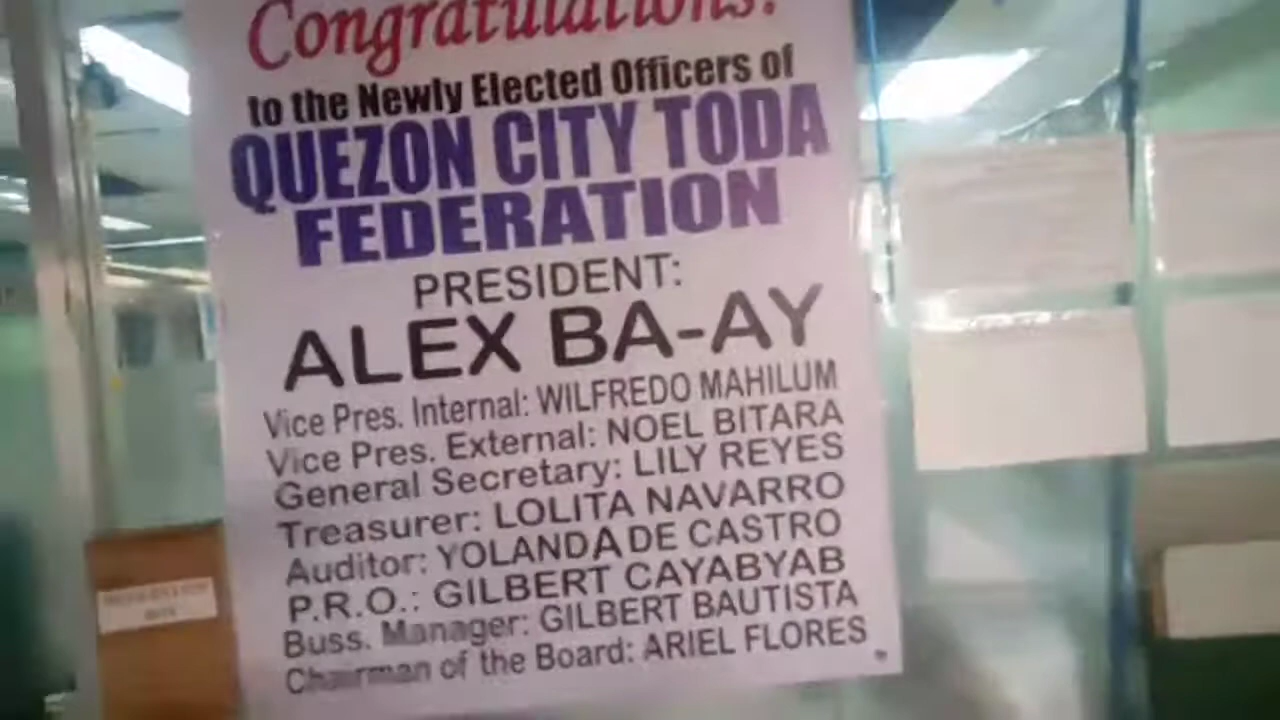 Congratulations!
to the Newly Elected Officers of
QUEZON CITY TODA
FEDERATION
PRESIDENT:
ALEX BA-AY
Vice Pres. Internal: WILFREDO MAHILUM
Vice Pres. External: NOEL BITARA
General Secretary: LILY REYES
Treasurer: LOLITA NAVARRO
Auditor: YOLANDA DE CASTRO
P.R.O.: GILBERT CAYABYAB
Buss. Manager: GILBERT BAUTISTA
Chairman of the Board: ARIEL FLORES